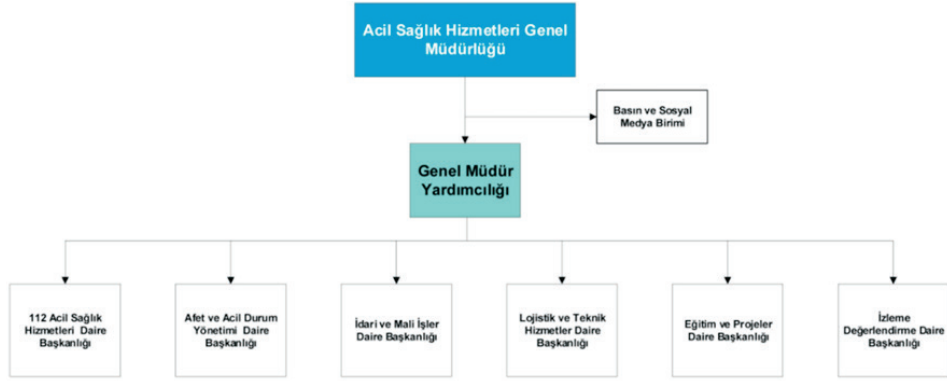 Acil Sağlık Hizmetleri Genel
Müdürlüğü
Basın ve Sosyal
Medya Birimi
Genel Müdür
Yardımcılığı
112 Acil Sağlık
Hizmetleri Daire
Başkanlığı
Afet ve Acil Durum
Yönetimi Daire
Başkanlığı
İdari ve Mali İşler
Daire Başkanlığı
Lojistik ve Teknik
Hizmetler Daire
Başkanlığı
Eğitim ve Projeler
Daire Başkanlığı
İzleme
Değerlendirme Daire
Başkanlığı